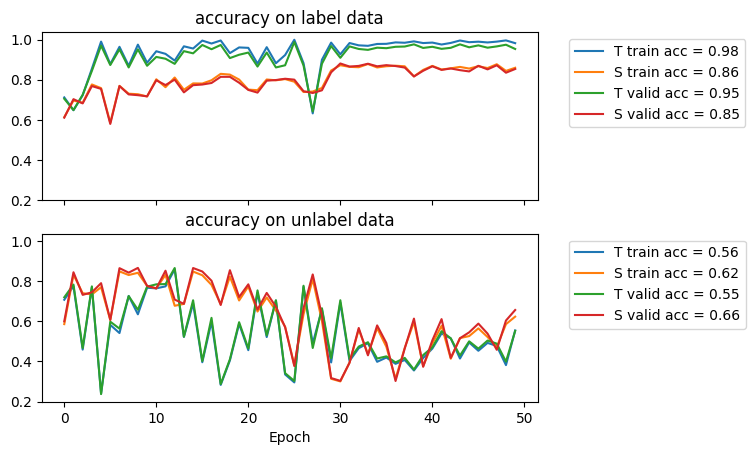 accuracy on label data
1.0
0.8
0.6
0.4
0.2
T train acc = 0.98
S train acc = 0.86
T valid acc = 0.95
S valid acc = 0.85
accuracy on unlabel data
1.0
0.8
0.6
0.4
0.2
T train acc = 0.56
S train acc = 0.62
T valid acc = 0.55
S valid acc = 0.66
0 10 20 30 40 50
Epoch